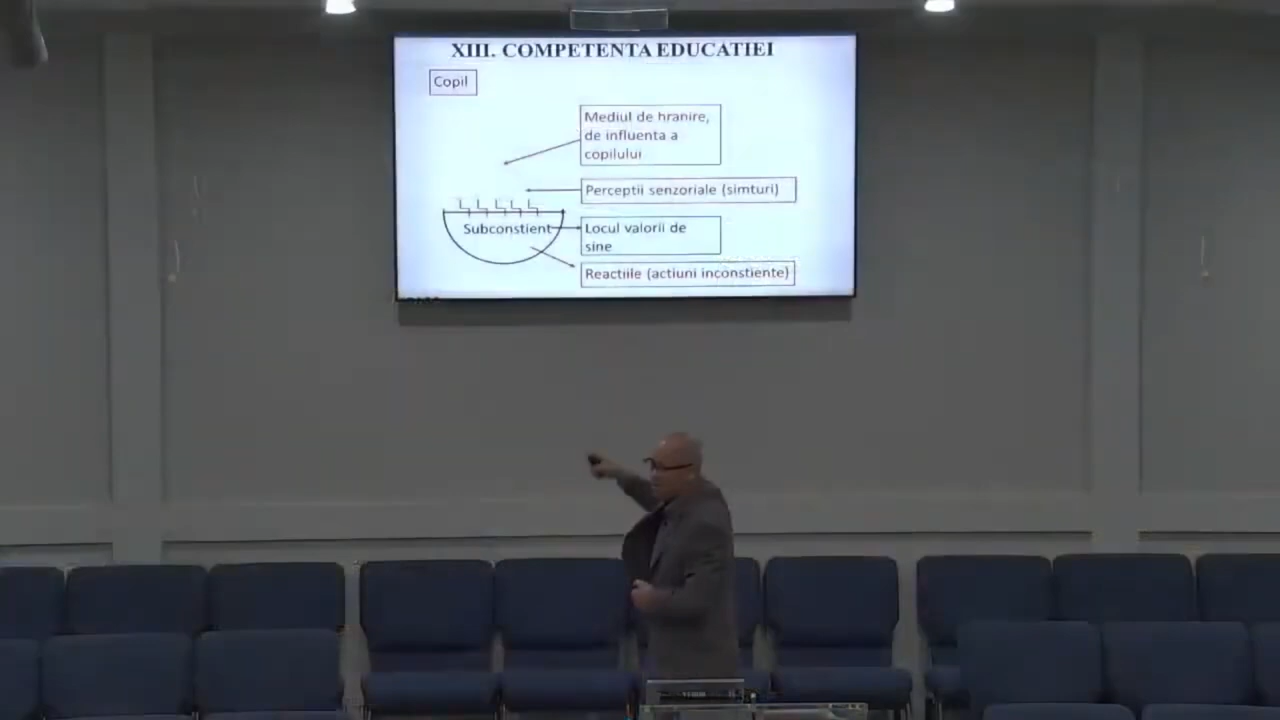 XIII. COMPETENTA EDUCATIEI
Copil
Mediul de hranire,
de influenta a
copilului
Perceptii senzoriale (simturi)
Subconstient
Locul valorii de
sine
Reactiile (actiuni inconstiente)